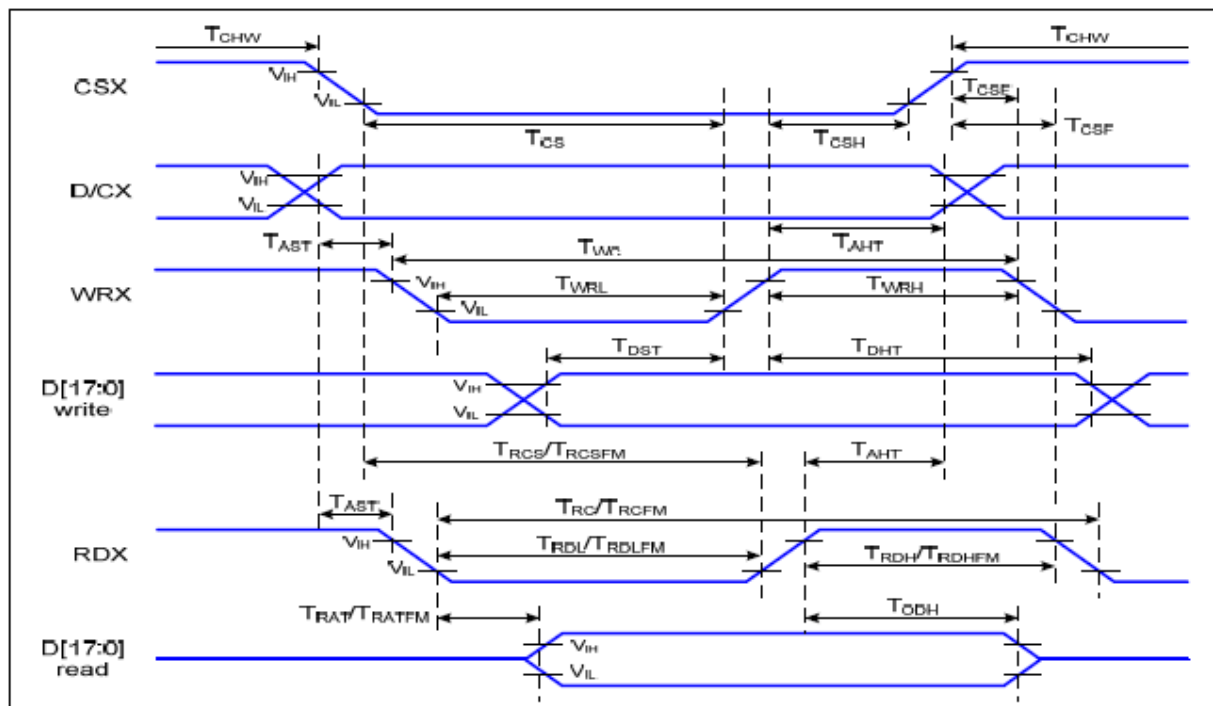 TCHW TCHW
CSX VIH VIL TCSF
TCS TCSH TCSF
D/CX VIH VIL
TAST TWC TAHT
WRX VIH VIL TWRL TWRH
TDST TDHT
D[17:0] write VIH VIL
TRCS/TRCSFM TAHT
TAST TRC/TRCFM
RDX VIH VIL TRDL/TRDLFM TRDH/TRDHFM
TRAT/TRATFM TODH
D[17:0] read VIH VIL